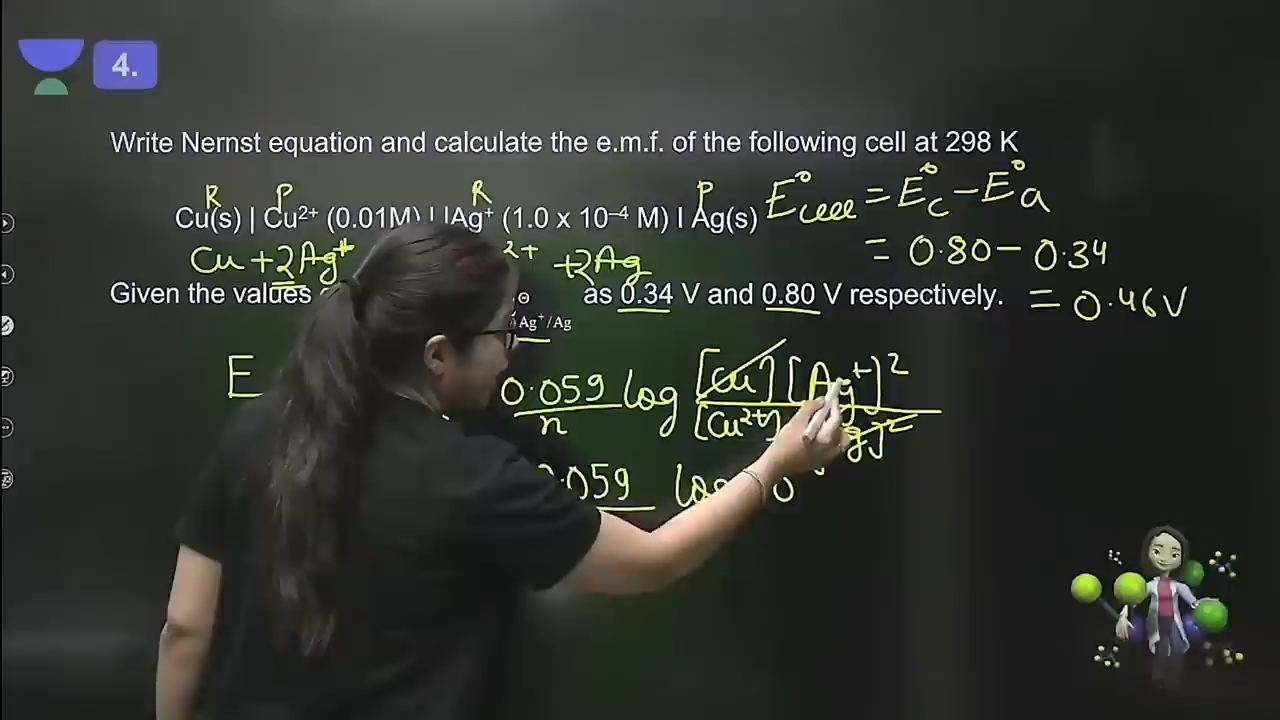 4.
Write Nernst equation and calculate the e.m.f. of the following cell at 298 K
R P R P E°cell = E°c − E°a
Cu(s) | Cu²⁺ (0.01M) | | Ag⁺ (1.0 x 10⁻⁴ M) | Ag(s)
Cu + 2Ag⁺ 2+ + 2Ag = 0.80 − 0.34
Given the values as 0.34 V and 0.80 V respectively. = 0.46V
Ag⁺/Ag
E 0.059 log [Cu] [Ag⁺]²
n [Cu²⁺]
0.059